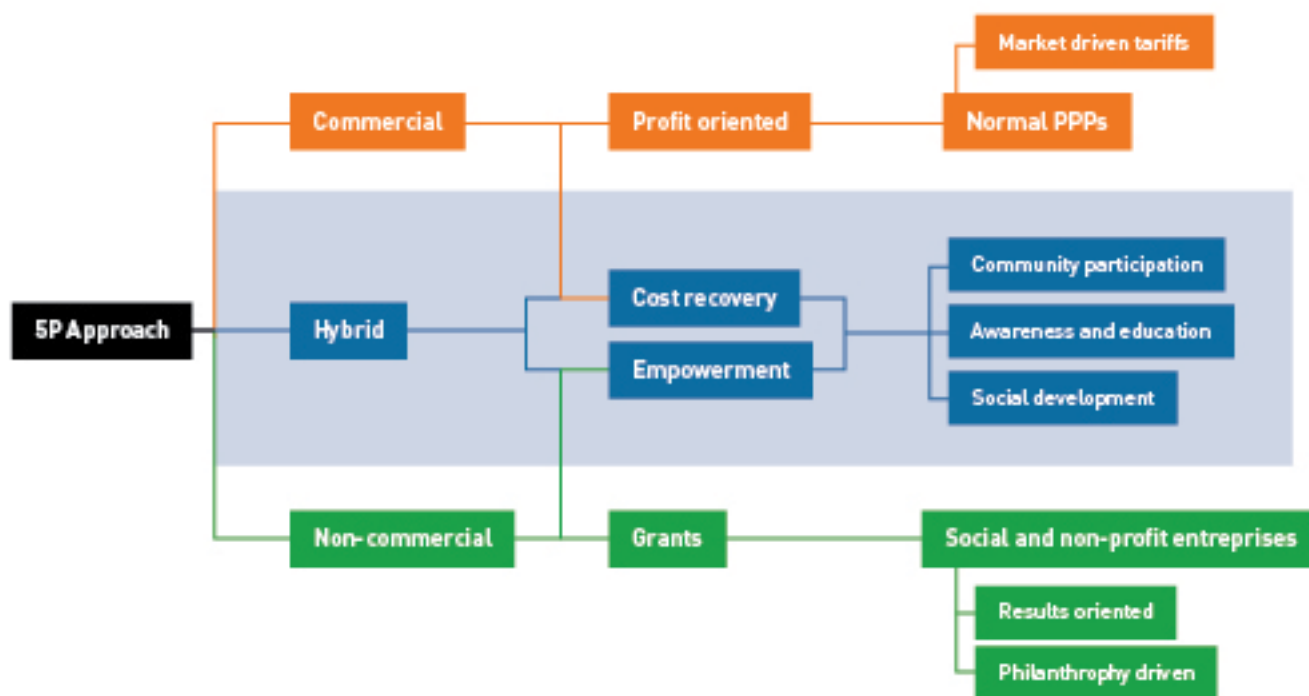 Market driven tariffs
Commercial
Profit oriented
Normal PPPs
Community participation
Cost recovery
5P Approach
Hybrid
Awareness and education
Empowerment
Social development
Non-commercial
Grants
Social and non-profit entreprises
Results oriented
Philanthropy driven